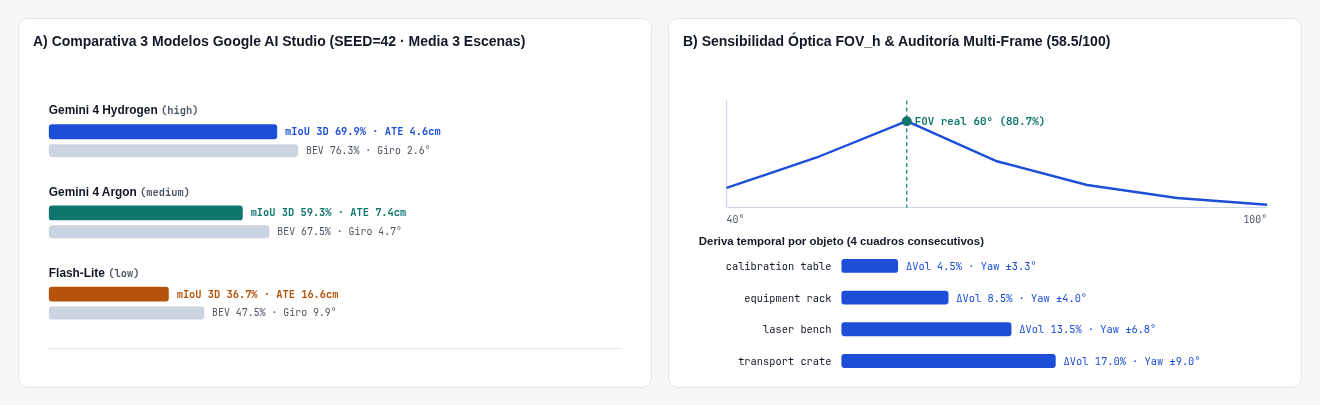 A) Comparativa 3 Modelos Google AI Studio (SEED=42 · Media 3 Escenas)
Gemini 4 Hydrogen (high)
mIoU 3D 69.9% · ATE 4.6cm
BEV 76.3% · Giro 2.6°
Gemini 4 Argon (medium)
mIoU 3D 59.3% · ATE 7.4cm
BEV 67.5% · Giro 4.7°
Flash-Lite (low)
mIoU 3D 36.7% · ATE 16.6cm
BEV 47.5% · Giro 9.9°
B) Sensibilidad Óptica FOV_h & Auditoría Multi-Frame (58.5/100)
FOV real 60° (80.7%)
40°
100°
Deriva temporal por objeto (4 cuadros consecutivos)
calibration table
ΔVol 4.5% · Yaw ±3.3°
equipment rack
ΔVol 8.5% · Yaw ±4.0°
laser bench
ΔVol 13.5% · Yaw ±6.8°
transport crate
ΔVol 17.0% · Yaw ±9.0°